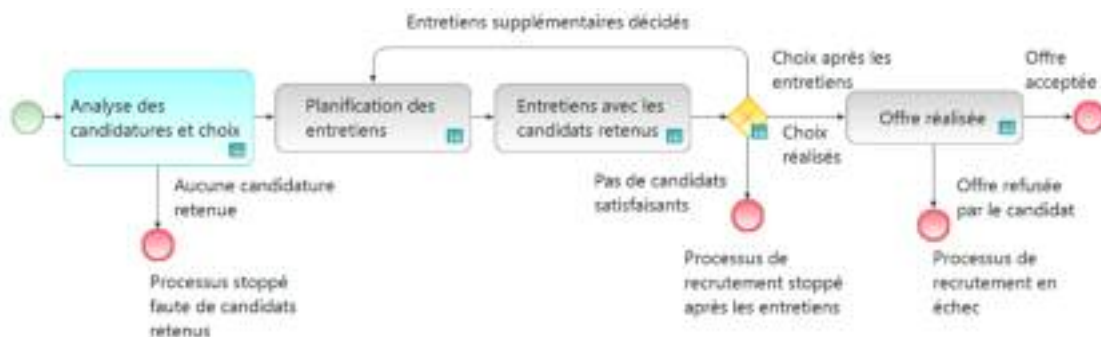 Entretiens supplémentaires décidés
Analyse des
candidatures et choix
Planification des
entretiens
Entretiens avec les
candidats retenus
Choix après les
entretiens
Choix
réalisés
Offre réalisée
Offre
acceptée
Aucune candidature
retenue
Pas de candidats
satisfaisants
Offre refusée
par le candidat
Processus stoppé
faute de candidats
retenus
Processus de
recrutement stoppé
après les entretiens
Processus de
recrutement en
échec